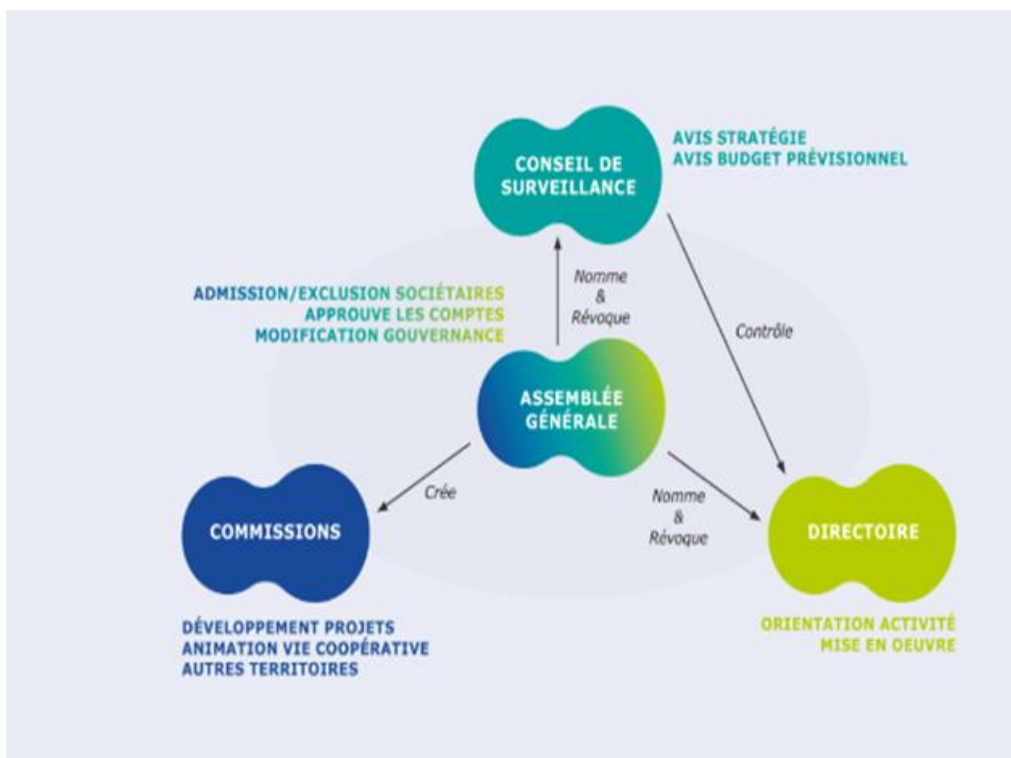 CONSEIL DE
SURVEILLANCE
AVIS STRATÉGIE
AVIS BUDGET PRÉVISIONNEL
Nomme
&
Révoque
ADMISSION/EXCLUSION SOCIÉTAIRES
APPROUVE LES COMPTES
MODIFICATION GOUVERNANCE
Contrôle
ASSEMBLÉE
GÉNÉRALE
Crée
Nomme
&
Révoque
COMMISSIONS
DIRECTOIRE
DÉVELOPPEMENT PROJETS
ANIMATION VIE COOPÉRATIVE
AUTRES TERRITOIRES
ORIENTATION ACTIVITÉ
MISE EN OEUVRE